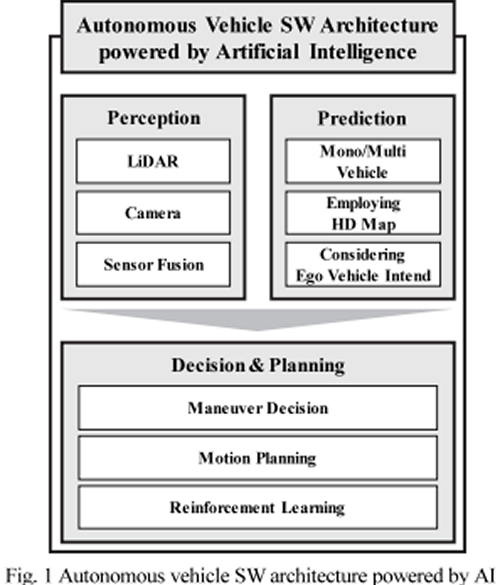 Autonomous Vehicle SW Architecture
powered by Artificial Intelligence
Perception
LiDAR
Camera
Sensor Fusion
Prediction
Mono/Multi
Vehicle
Employing
HD Map
Considering
Ego Vehicle Intend
Decision & Planning
Maneuver Decision
Motion Planning
Reinforcement Learning
Fig. 1 Autonomous vehicle SW architecture powered by AI